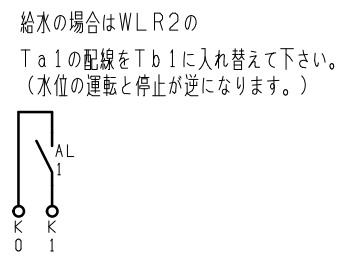 給水の場合はWLR2の
Ta1の配線をTb1に入れ替えて下さい。
(水位の運転と停止が逆になります。)
AL
1
K K
0 1